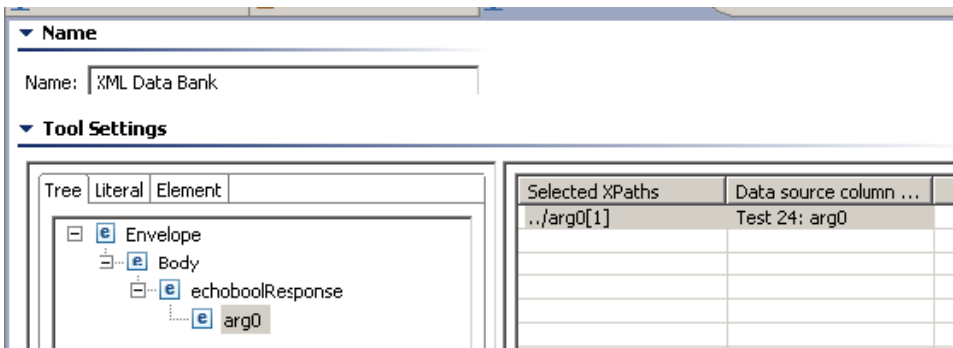 Name
Name: XML Data Bank
Tool Settings
Tree Literal Element
Selected XPaths Data source column ...
../arg0[1] Test 24: arg0
Envelope
Body
echoboolResponse
arg0